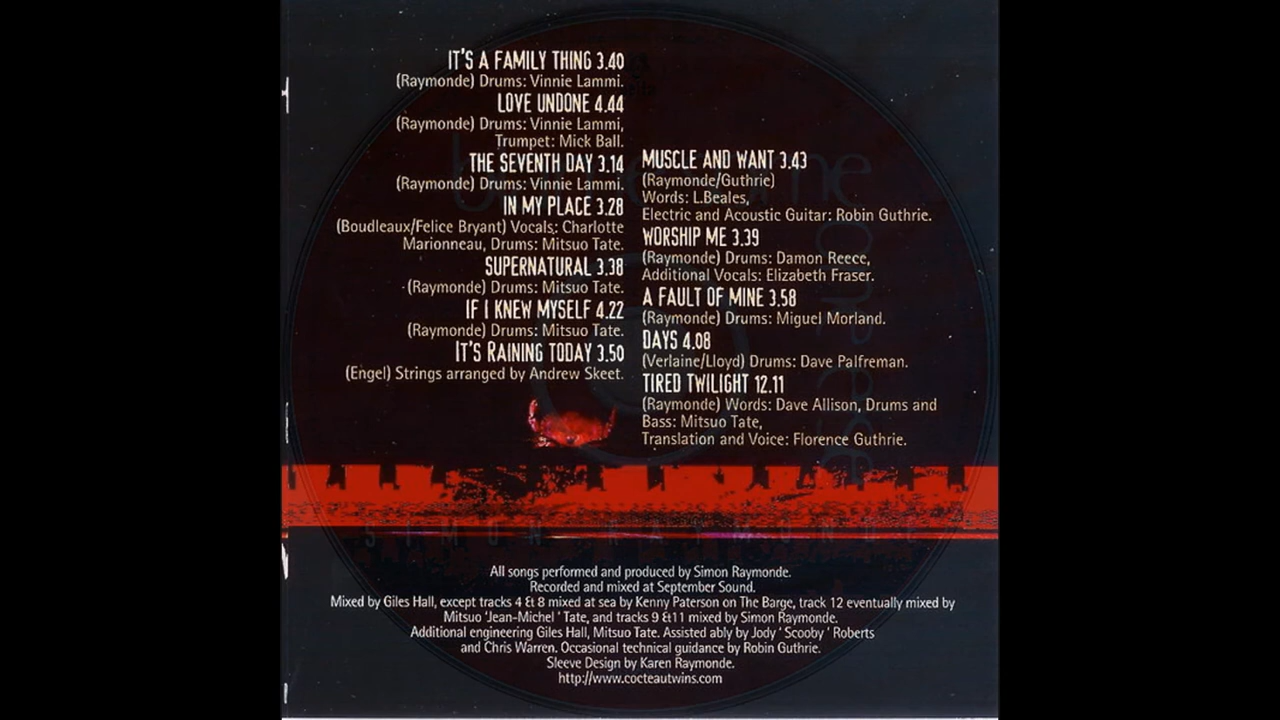 IT'S A FAMILY THING 3.40
(Raymonde) Drums: Vinnie Lammi.
LOVE UNDONE 4.44
(Raymonde) Drums: Vinnie Lammi,
Trumpet: Mick Ball.
THE SEVENTH DAY 3.14
(Raymonde) Drums: Vinnie Lammi.
IN MY PLACE 3.28
(Boudleaux/Felice Bryant) Vocals: Charlotte
Marionneau, Drums: Mitsuo Tate.
SUPERNATURAL 3.38
(Raymonde) Drums: Mitsuo Tate.
IF I KNEW MYSELF 4.22
(Raymonde) Drums: Mitsuo Tate.
IT'S RAINING TODAY 3.50
(Engel) Strings arranged by Andrew Skeet.
MUSCLE AND WANT 3.43
(Raymonde/Guthrie)
Words: L.Beales,
Electric and Acoustic Guitar: Robin Guthrie.
WORSHIP ME 3.39
(Raymonde) Drums: Damon Reece,
Additional Vocals: Elizabeth Fraser.
A FAULT OF MINE 3.58
(Raymonde) Drums: Miguel Morland.
DAYS 4.08
(Verlaine/Lloyd) Drums: Dave Palfreman.
TIRED TWILIGHT 12.11
(Raymonde) Words: Dave Allison, Drums and
Bass: Mitsuo Tate,
Translation and Voice: Florence Guthrie.
SIMON RAYMONDE
All songs performed and produced by Simon Raymonde.
Recorded and mixed at September Sound.
Mixed by Giles Hall, except tracks 4 & 8 mixed at sea by Kenny Paterson on The Barge, track 12 eventually mixed by
Mitsuo 'Jean-Michel ' Tate, and tracks 9 &11 mixed by Simon Raymonde.
Additional engineering Giles Hall, Mitsuo Tate. Assisted ably by Jody ' Scooby ' Roberts
and Chris Warren. Occasional technical guidance by Robin Guthrie.
Sleeve Design by Karen Raymonde.
http://www.cocteautwins.com